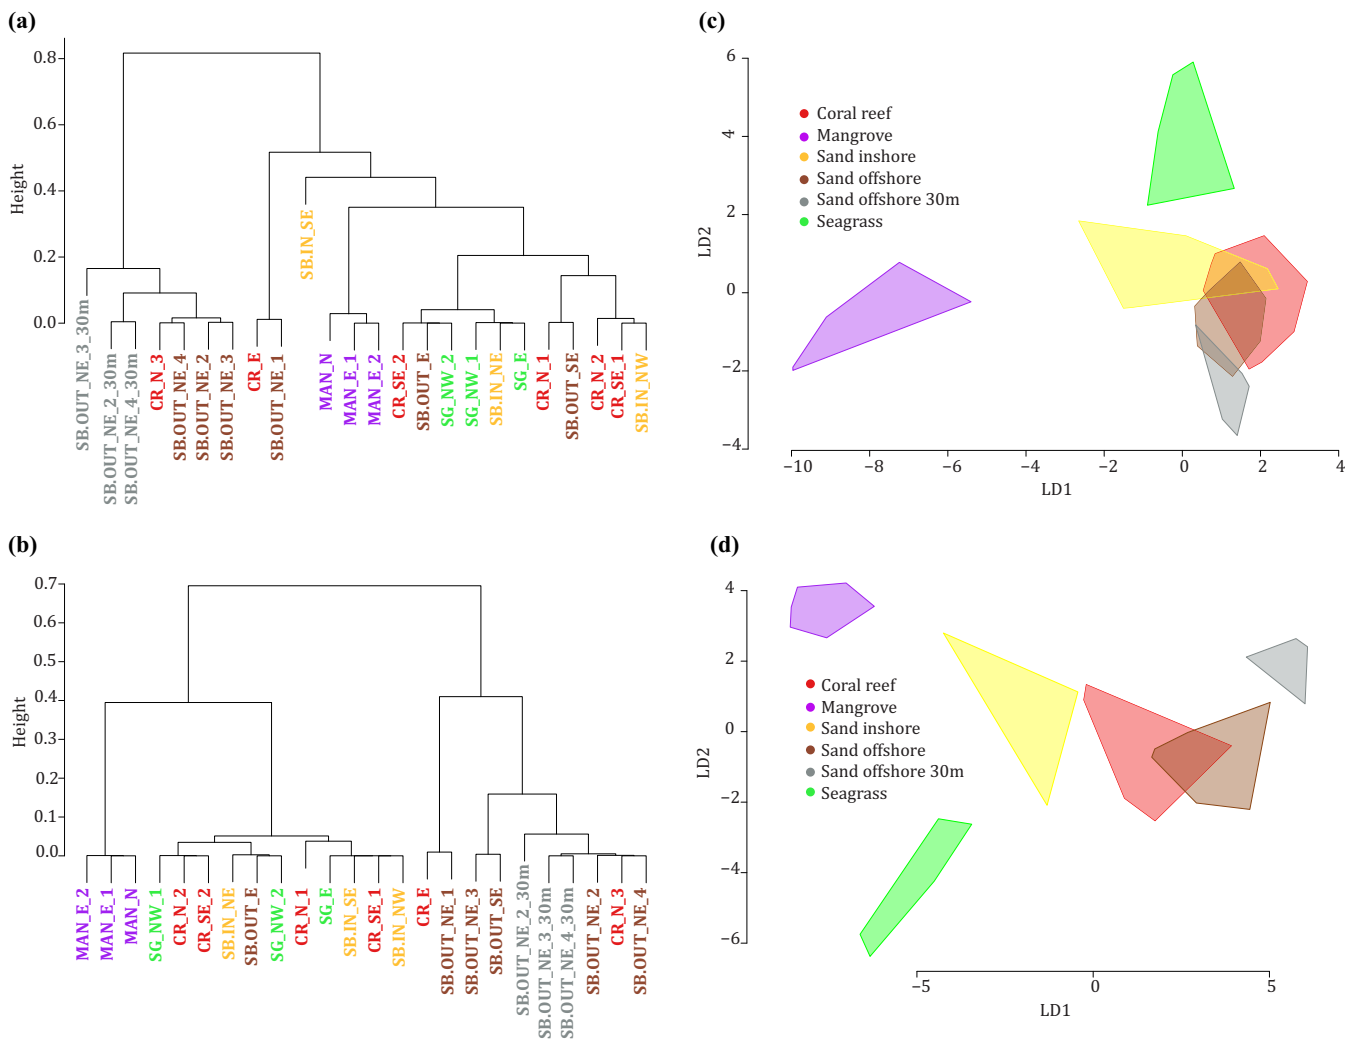 (a)
Height
0.8
0.6
0.4
0.2
0.0
SB.OUT_NE_3_30m
SB.OUT_NE_2_30m
SB.OUT_NE_4_30m
CR_N_3
SB.OUT_NE_4
SB.OUT_NE_2
SB.OUT_NE_3
CR_E
SB.OUT_NE_1
SB.IN_SE
MAN_N
MAN_E_1
MAN_E_2
CR_SE_2
SB.OUT_E
SG_NW_2
SG_NW_1
SB.IN_NE
SG_E
CR_N_1
SB.OUT_SE
CR_N_2
CR_SE_1
SB.IN_NW
(c)
LD2
6
4
2
0
−2
−4
Coral reef
Mangrove
Sand inshore
Sand offshore
Sand offshore 30m
Seagrass
−10
−8
−6
−4
−2
0
2
4
LD1
(b)
Height
0.7
0.6
0.5
0.4
0.3
0.2
0.1
0.0
MAN_E_2
MAN_E_1
MAN_N
SG_NW_1
CR_N_2
CR_SE_2
SB.IN_NE
SB.OUT_E
SG_NW_2
CR_N_1
SG_E
SB.IN_SE
CR_SE_1
SB.IN_NW
CR_E
SB.OUT_NE_1
SB.OUT_NE_3
SB.OUT_SE
SB.OUT_NE_2_30m
SB.OUT_NE_3_30m
SB.OUT_NE_4_30m
SB.OUT_NE_2
CR_N_3
SB.OUT_NE_4
(d)
LD2
4
2
0
−2
−4
−6
Coral reef
Mangrove
Sand inshore
Sand offshore
Sand offshore 30m
Seagrass
−5
0
5
LD1